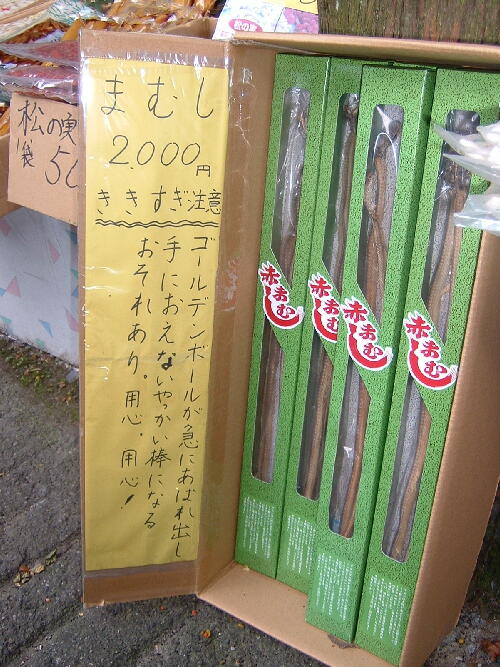 まむし
2.000円
ききすぎ注意
ゴールデンボールが急にあばれ出し
手におえないやっかい棒になる
おそれあり。用心．用心！
松の実
袋
50
松の実
赤まむし
赤まむし
赤まむし
赤まむし